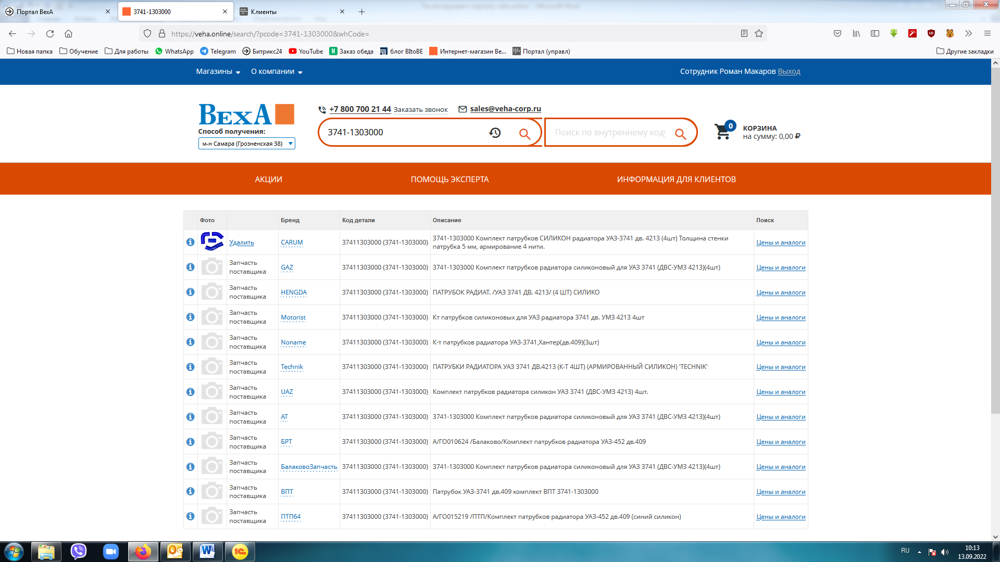 Портал ВехА
3741-1303000
Клиенты
https://veha.online/search/?pcode=3741-1303000&whCode=
Новая папка
Обучение
Для работы
WhatsApp
Telegram
Битрикс24
YouTube
Заказ обеда
блог BItoBE
Интернет-магазин Ве...
Портал (управл)
Другие закладки
Магазины
О компании
Сотрудник Роман Макаров Выход
ВЕХА
+7 800 700 21 44 Заказать звонок
sales@veha-corp.ru
Способ получения:
м-н Самара (Грозненская 38)
3741-1303000
Поиск по внутреннему коду
0
КОРЗИНА
на сумму: 0,00 ₽
АКЦИИ
ПОМОЩЬ ЭКСПЕРТА
ИНФОРМАЦИЯ ДЛЯ КЛИЕНТОВ
Фото Бренд Код детали Описание Поиск
Удалить CARUM 37411303000 (3741-1303000) 3741-1303000 Комплект патрубков СИЛИКОН радиатора УАЗ-3741 дв. 4213 (4шт) Толщина стенки
патрубка 5 мм, армирование 4 нити. Цены и аналоги
Запчасть
поставщика GAZ 37411303000 (3741-1303000) 3741-1303000 Комплект патрубков радиатора силиконовый для УАЗ 3741 (ДВС-УМЗ 4213)(4шт) Цены и аналоги
Запчасть
поставщика HENGDA 37411303000 (3741-1303000) ПАТРУБОК РАДИАТ. /УАЗ 3741 ДВ. 4213/ (4 ШТ) СИЛИКО Цены и аналоги
Запчасть
поставщика Motorist 37411303000 (3741-1303000) Кт патрубков силиконовых для УАЗ радиатора 3741 дв. УМЗ 4213 4шт Цены и аналоги
Запчасть
поставщика Noname 37411303000 (3741-1303000) К-т патрубков радиатора УАЗ-3741,Хантер(дв.409)(3шт) Цены и аналоги
Запчасть
поставщика Technik 37411303000 (3741-1303000) ПАТРУБКИ РАДИАТОРА УАЗ 3741 ДВ.4213 (К-Т 4ШТ) (АРМИРОВАННЫЙ СИЛИКОН) "TECHNIK" Цены и аналоги
Запчасть
поставщика UAZ 37411303000 (3741-1303000) Комплект патрубков радиатора силикон УАЗ 3741 (ДВС-УМЗ 4213) 4шт. Цены и аналоги
Запчасть
поставщика АТ 37411303000 (3741-1303000) 3741-1303000 Комплект патрубков радиатора силиконовый для УАЗ 3741 (ДВС-УМЗ 4213)(4шт) Цены и аналоги
Запчасть
поставщика БРТ 37411303000 (3741-1303000) А/ГО010624 /Балаково/Комплект патрубков радиатора УАЗ-452 дв.409 Цены и аналоги
Запчасть
поставщика БалаковоЗапчасть 37411303000 (3741-1303000) 3741-1303000 Комплект патрубков радиатора силиконовый для УАЗ 3741 (ДВС-УМЗ 4213)(4шт) Цены и аналоги
Запчасть
поставщика ВПТ 37411303000 (3741-1303000) Патрубок УАЗ-3741 дв.409 комплект ВПТ 3741-1303000 Цены и аналоги
Запчасть
поставщика ПТП64 37411303000 (3741-1303000) А/ГО015219 /ПТП/Комплект патрубков радиатора УАЗ-452 дв.409 (синий силикон) Цены и аналоги
RU
10:13
13.09.2022